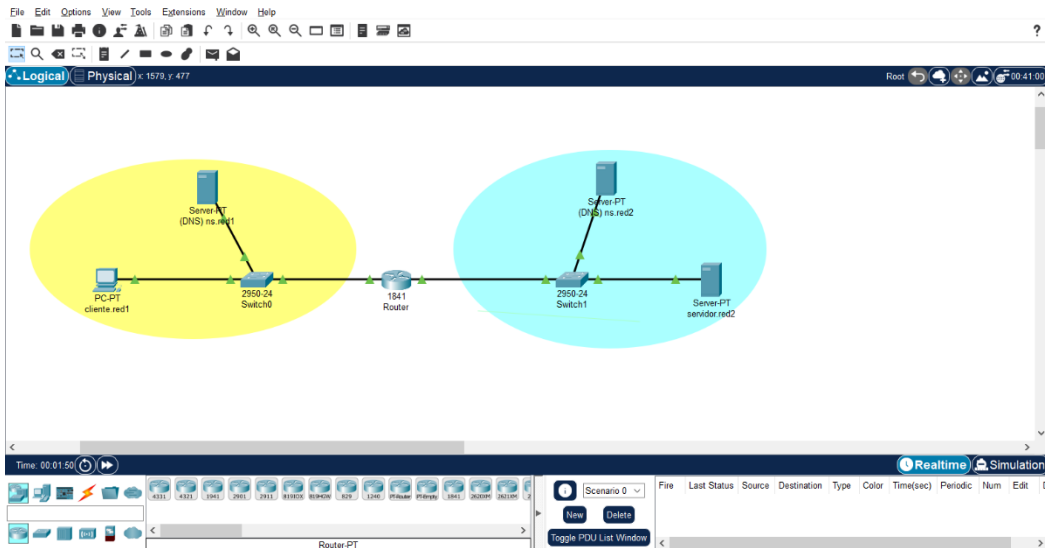 File Edit Options View Tools Extensions Window Help
?
Logical Physical x: 1579, y: 477 Root 00:41:00
Server-PT
(DNS) ns.red1
Server-PT
(DNS) ns.red2
PC-PT
cliente.red1
2950-24
Switch0
1841
Router
2950-24
Switch1
Server-PT
servidor.red2
Time: 00:01:50 Realtime Simulation
4331 4321 1941 2901 2911 819IOX 819HGW 829 1240 PT-Router PT-Empty 1841 2620XM 2621XM
Scenario 0
New Delete
Toggle PDU List Window
Fire Last Status Source Destination Type Color Time(sec) Periodic Num Edit
Router-PT